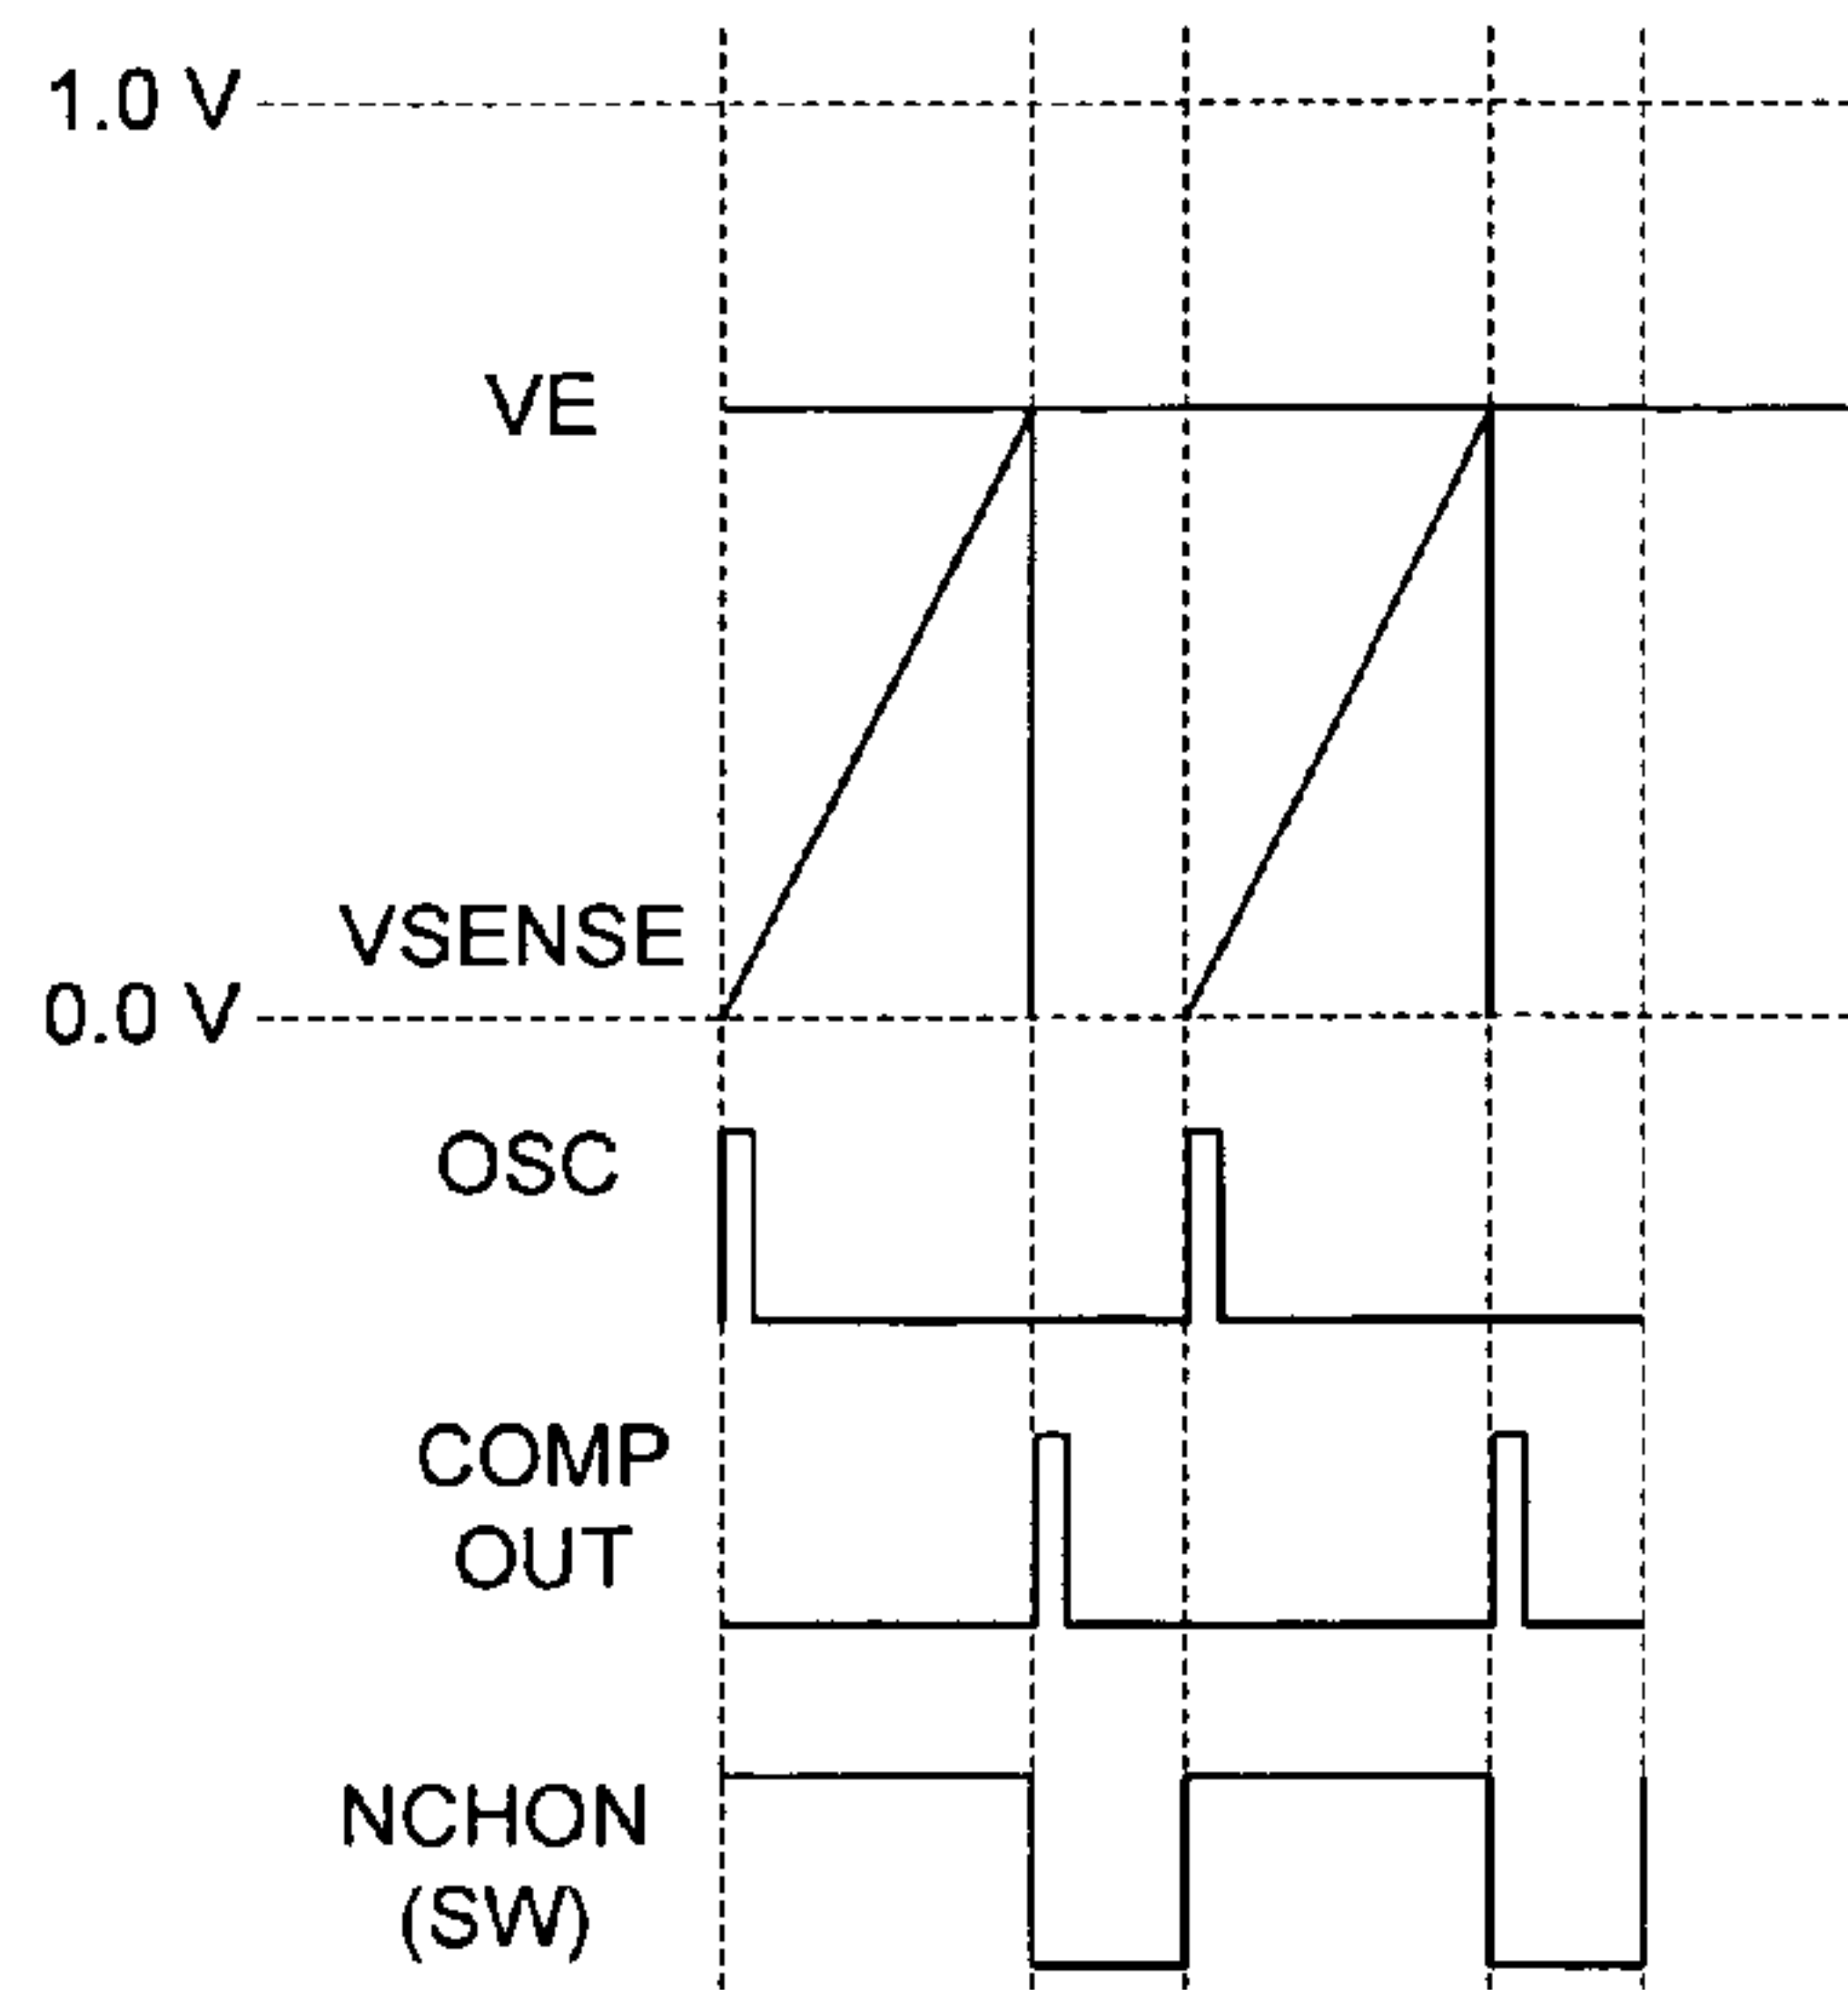 1.0 V
VE
VSENSE
0.0 V
OSC
COMP
OUT
NCHON
(SW)